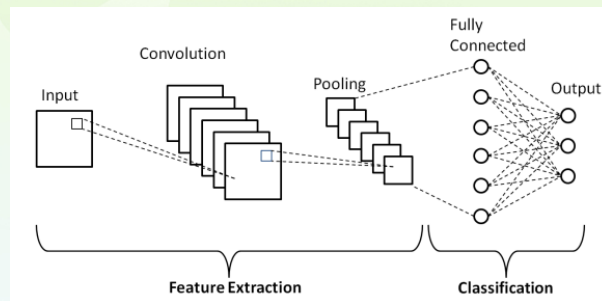 Input
Convolution
Pooling
Fully
Connected
Output
Feature Extraction
Classification